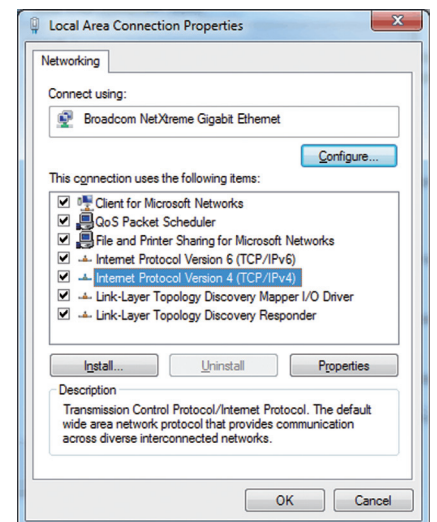 Local Area Connection Properties
Networking
Connect using:
Broadcom NetXtreme Gigabit Ethernet
Configure...
This connection uses the following items:
Client for Microsoft Networks
QoS Packet Scheduler
File and Printer Sharing for Microsoft Networks
Internet Protocol Version 6 (TCP/IPv6)
Internet Protocol Version 4 (TCP/IPv4)
Link-Layer Topology Discovery Mapper I/O Driver
Link-Layer Topology Discovery Responder
Install... Uninstall Properties
Description
Transmission Control Protocol/Internet Protocol. The default
wide area network protocol that provides communication
across diverse interconnected networks.
OK Cancel